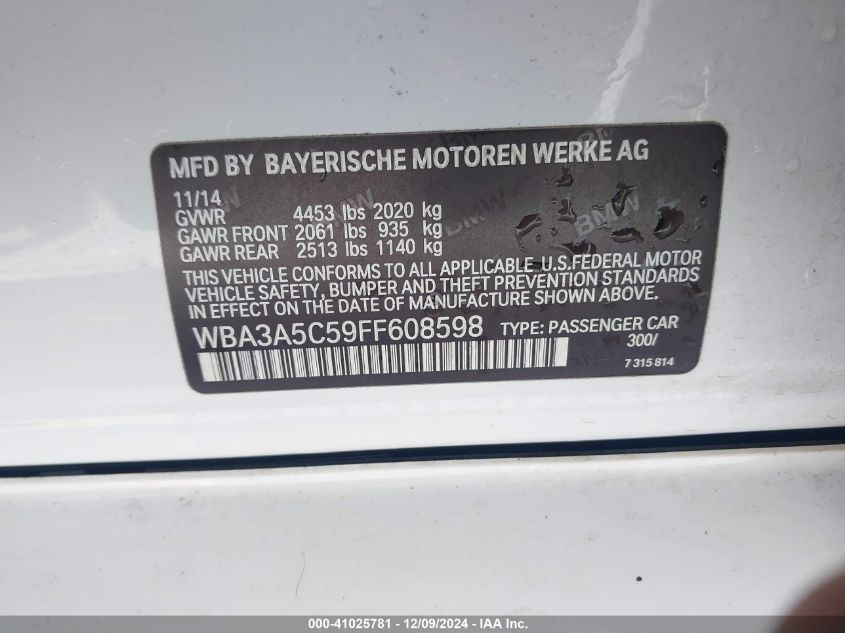 MFD BY BAYERISCHE MOTOREN WERKE AG
11/14
GVWR 4453 lbs 2020 kg
GAWR FRONT 2061 lbs 935 kg
GAWR REAR 2513 lbs 1140 kg
THIS VEHICLE CONFORMS TO ALL APPLICABLE U.S.FEDERAL MOTOR
VEHICLE SAFETY, BUMPER AND THEFT PREVENTION STANDARDS
IN EFFECT ON THE DATE OF MANUFACTURE SHOWN ABOVE.
WBA3A5C59FF608598 TYPE: PASSENGER CAR
300/
7 315 814
BMW
BMW
BMW
000-41025781 - 12/09/2024 - IAA Inc.